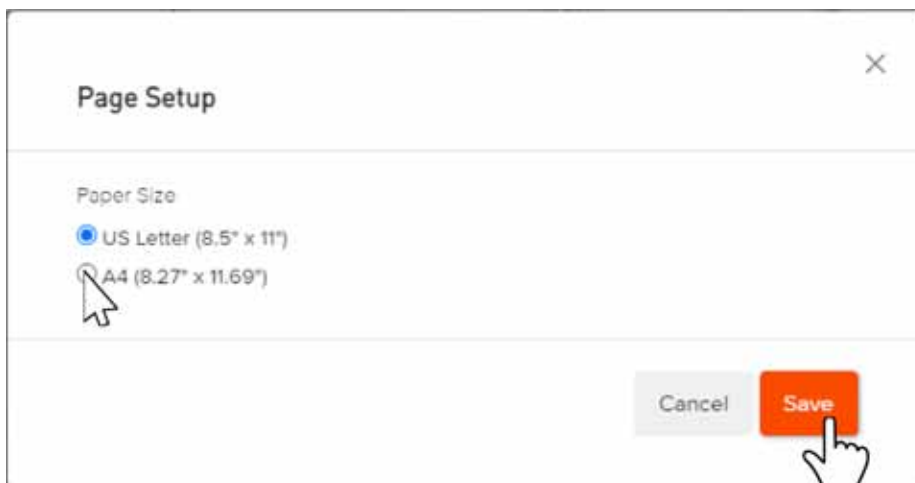 Page Setup
Paper Size
US Letter (8.5" x 11")
A4 (8.27" x 11.69")
Cancel
Save